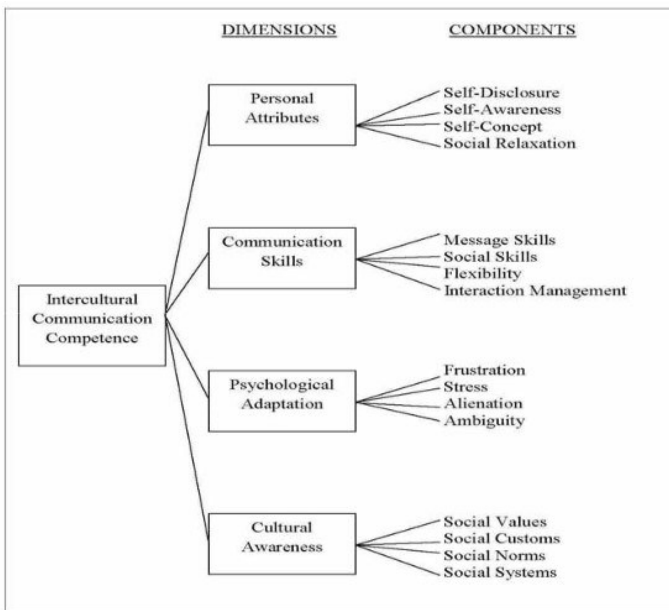 DIMENSIONS
COMPONENTS
Personal
Attributes
Self-Disclosure
Self-Awareness
Self-Concept
Social Relaxation
Communication
Skills
Message Skills
Social Skills
Flexibility
Interaction Management
Intercultural
Communication
Competence
Psychological
Adaptation
Frustration
Stress
Alienation
Ambiguity
Cultural
Awareness
Social Values
Social Customs
Social Norms
Social Systems